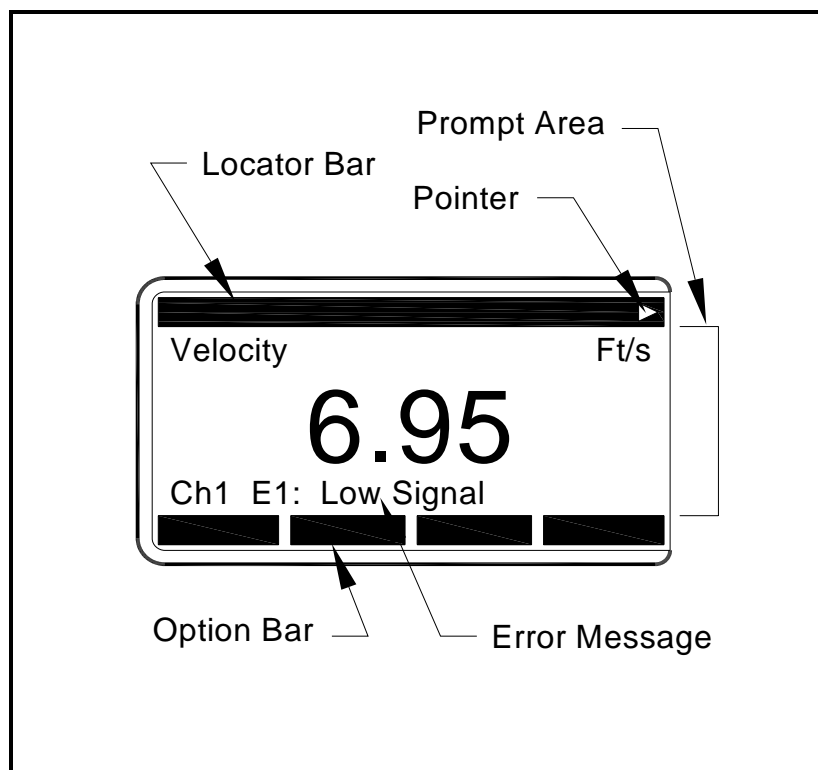 Prompt Area
Locator Bar
Pointer
Velocity Ft/s
6.95
Ch1 E1: Low Signal
Option Bar
Error Message